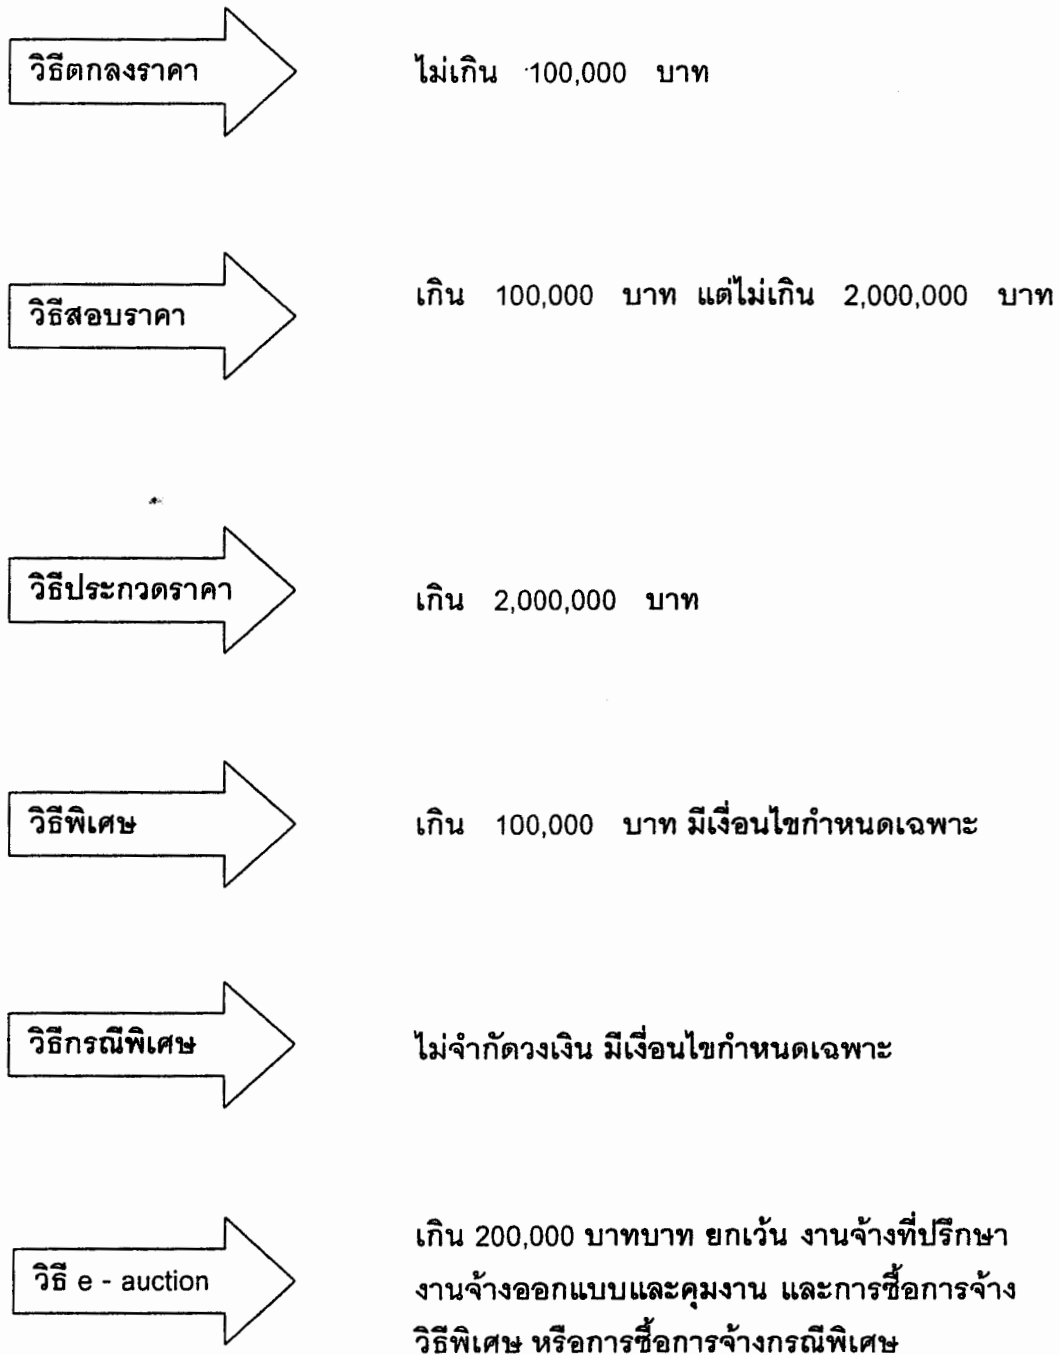 วิธีตกลงราคา ไม่เกิน 100,000 บาท
วิธีสอบราคา เกิน 100,000 บาท แต่ไม่เกิน 2,000,000 บาท
วิธีประกวดราคา เกิน 2,000,000 บาท
วิธีพิเศษ เกิน 100,000 บาท มีเงื่อนไขกำหนดเฉพาะ
วิธีกรณีพิเศษ ไม่จำกัดวงเงิน มีเงื่อนไขกำหนดเฉพาะ
วิธี e - auction
เกิน 200,000 บาทบาท ยกเว้น งานจ้างที่ปรึกษา
งานจ้างออกแบบและคุมงาน และการซื้อการจ้าง
วิธีพิเศษ หรือการซื้อการจ้างกรณีพิเศษ